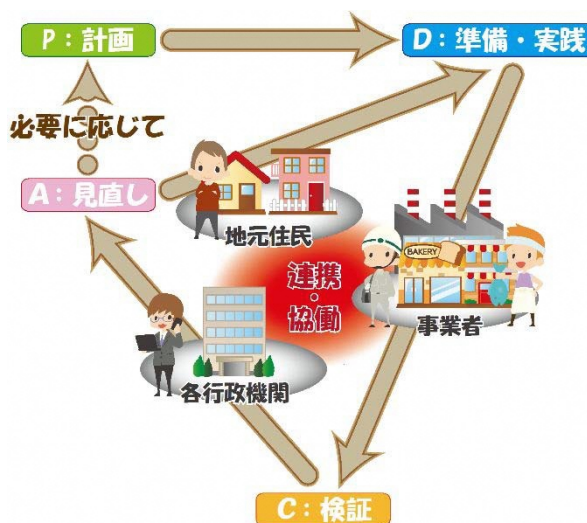 P：計画
D：準備・実践
必要に応じて
A：見直し
地元住民
BAKERY
連携
・
協働
事業者
各行政機関
C：検証